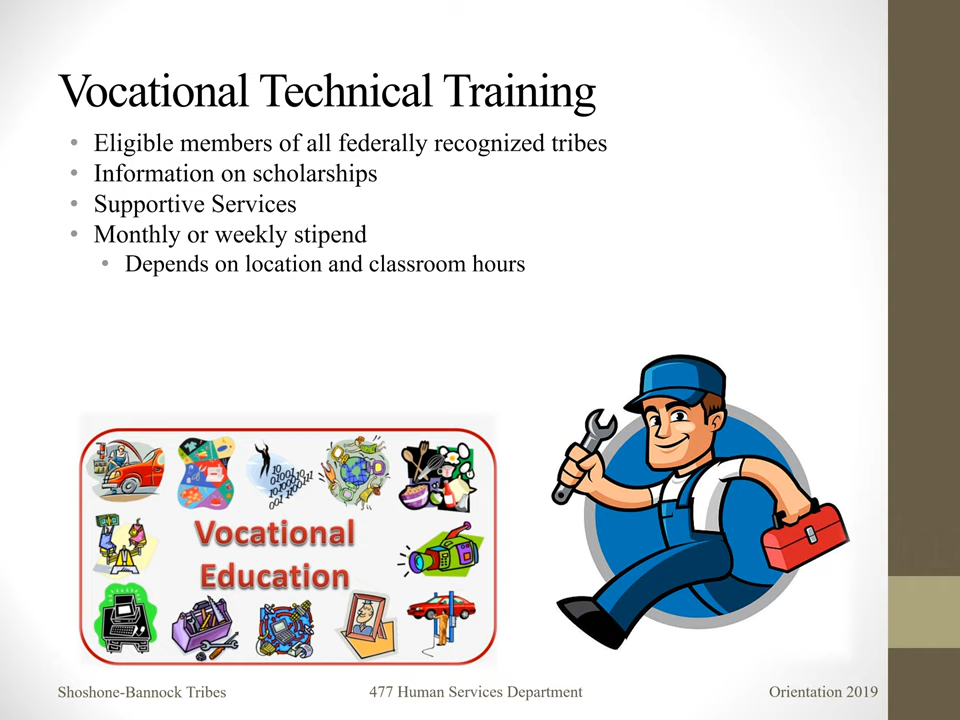 Vocational Technical Training
• Eligible members of all federally recognized tribes
• Information on scholarships
• Supportive Services
• Monthly or weekly stipend
• Depends on location and classroom hours
Vocational
Education
Shoshone-Bannock Tribes 477 Human Services Department Orientation 2019